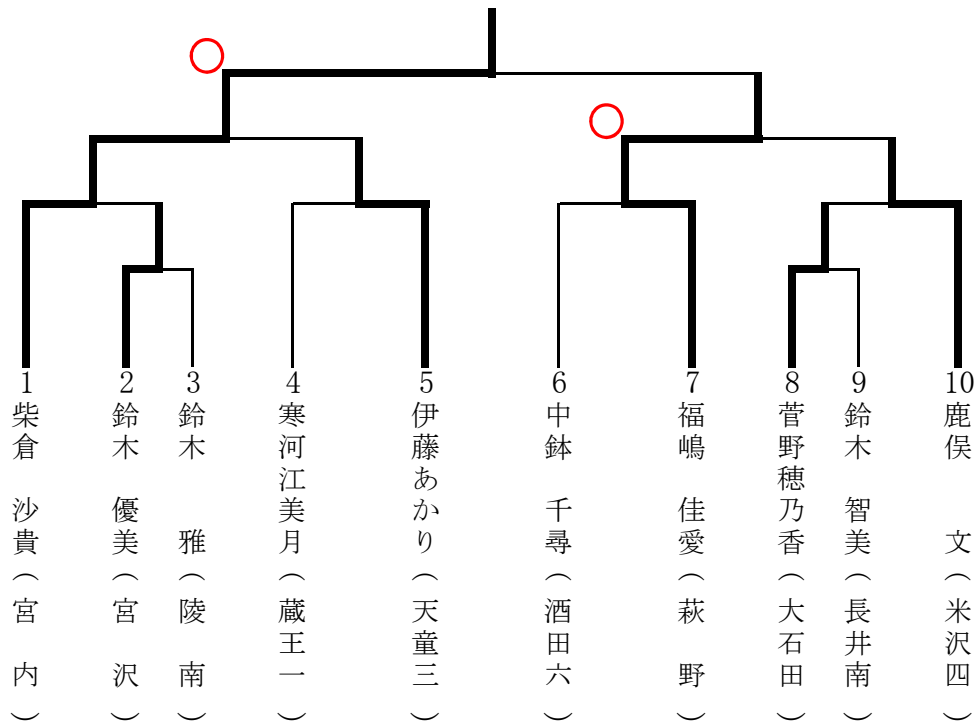 1 柴倉 沙貴(宮 内)
2 鈴木 優美(宮 沢)
3 鈴木 雅(陵 南)
4 寒河江美月(蔵王一)
5 伊藤あかり(天童三)
6 中鉢 千尋(酒田六)
7 福嶋 佳愛(萩 野)
8 菅野穂乃香(大石田)
9 鈴木 智美(長井南)
10 鹿俣 文(米沢四)